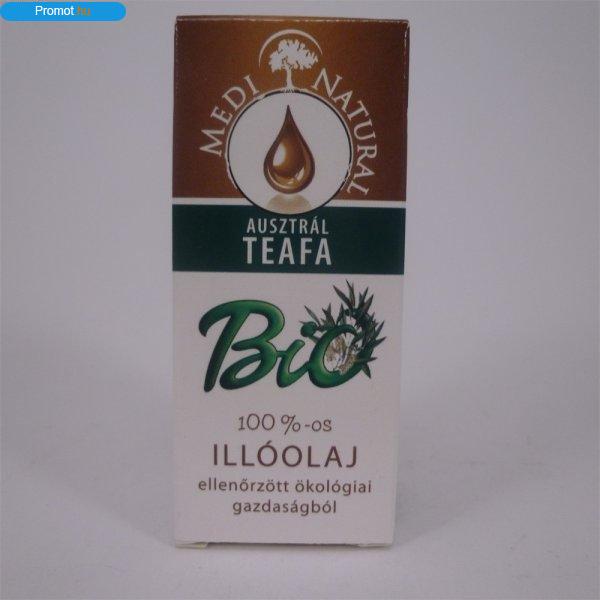 Promot.hu
MEDI NATURAL
AUSZTRÁL
TEAFA
Bio
100 %-os
ILLÓOLAJ
ellenőrzött ökológiai
gazdaságból